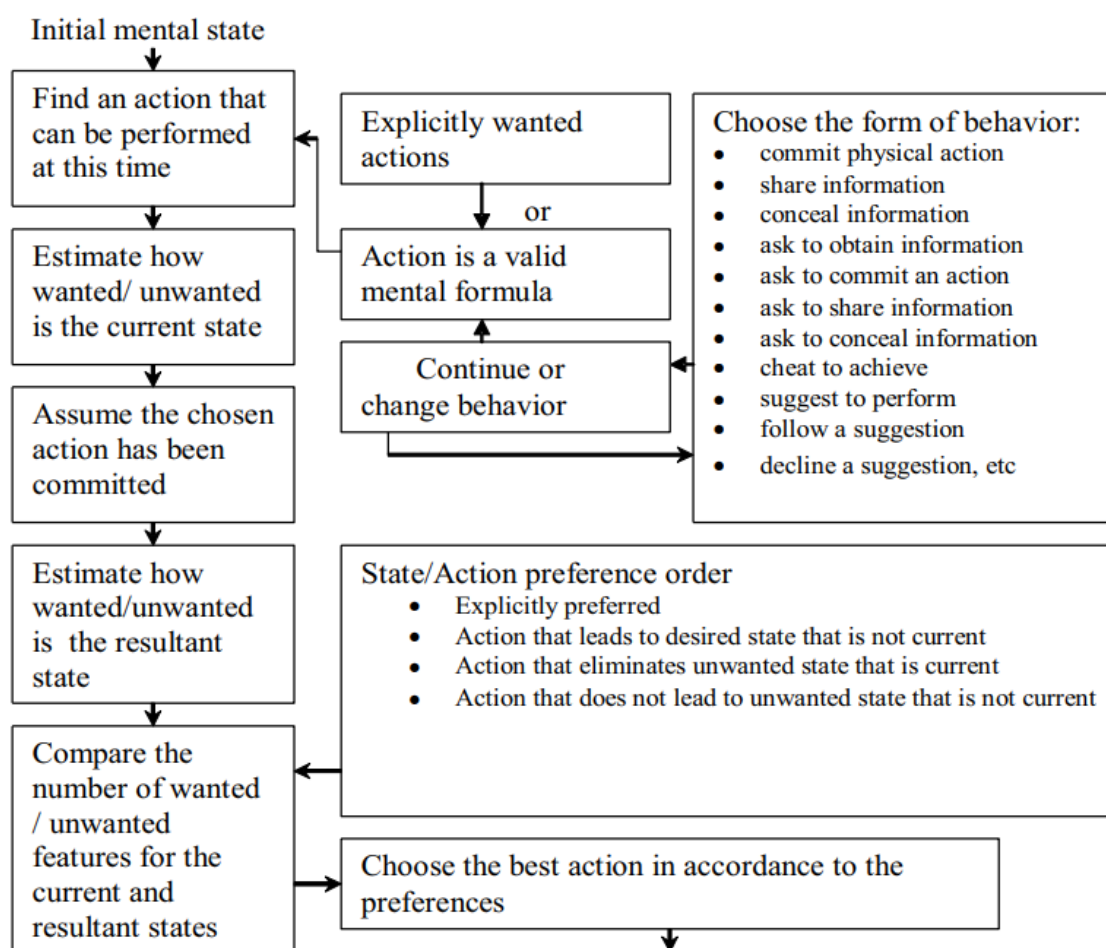 Initial mental state
Find an action that
can be performed
at this time
Estimate how
wanted/ unwanted
is the current state
Assume the chosen
action has been
committed
Estimate how
wanted/unwanted
is the resultant
state
Compare the
number of wanted
/ unwanted
features for the
current and
resultant states
Explicitly wanted
actions
or
Action is a valid
mental formula
Continue or
change behavior
Choose the form of behavior:
• commit physical action
• share information
• conceal information
• ask to obtain information
• ask to commit an action
• ask to share information
• ask to conceal information
• cheat to achieve
• suggest to perform
• follow a suggestion
• decline a suggestion, etc
State/Action preference order
• Explicitly preferred
• Action that leads to desired state that is not current
• Action that eliminates unwanted state that is current
• Action that does not lead to unwanted state that is not current
Choose the best action in accordance to the
preferences